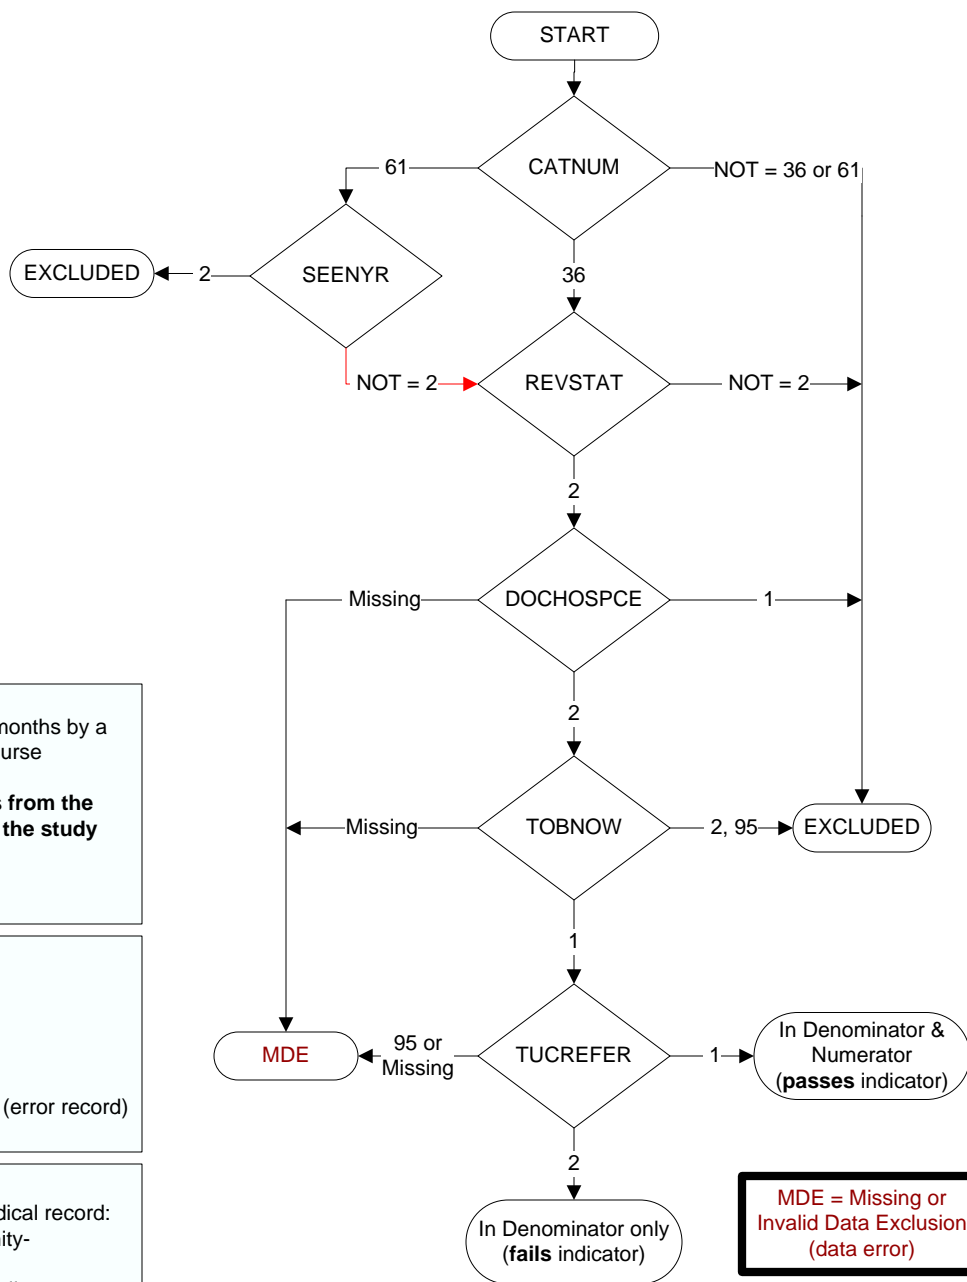 START
CATNUM
61
NOT = 36 or 61
SEENYR
EXCLUDED
2
36
NOT = 2
REVSTAT
NOT = 2
2
Missing
DOCHOSPCE
1
2
months by a
urse
s from the
the study
Missing
TOBNOW
2, 95
EXCLUDED
1
MDE
95 or
Missing
TUCREFER
1
In Denominator &
Numerator
(passes indicator)
(error record)
2
dical record:
nity-
In Denominator only
(fails indicator)
MDE = Missing or
Invalid Data Exclusion
(data error)